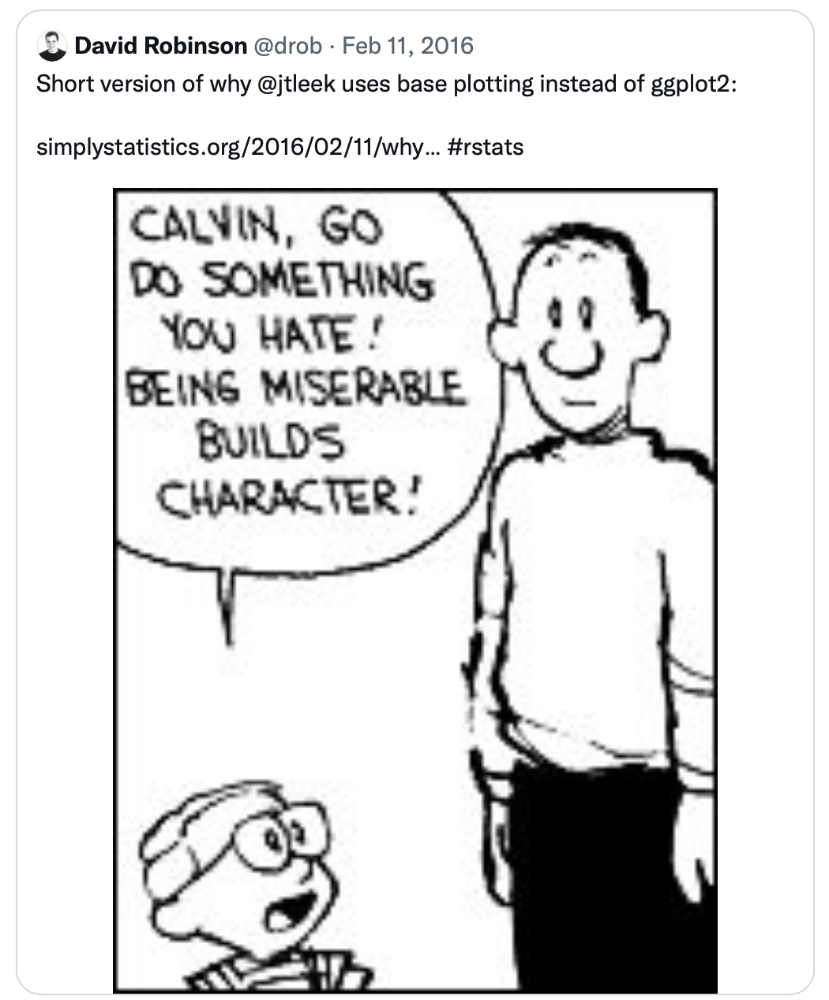 David Robinson @drob · Feb 11, 2016
Short version of why @jtleek uses base plotting instead of ggplot2:
simplystatistics.org/2016/02/11/why... #rstats
CALVIN, GO
DO SOMETHING
YOU HATE!
BEING MISERABLE
BUILDS
CHARACTER!